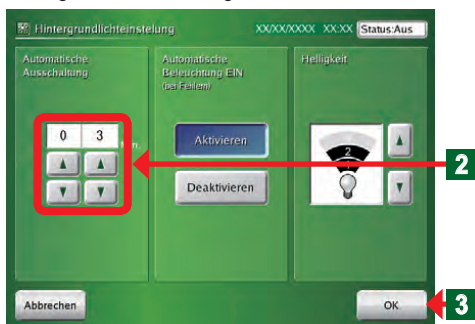 Hintergrundlichteinstelung XX/XX/XXXX XX:XX Status:Aus
Automatische
Ausschaltung
0 3
Min.
Automatische
Beleuchtung EIN
(bei Fehlern)
Aktivieren
Deaktivieren
Helligkeit
2
2
Abbrechen
OK
3